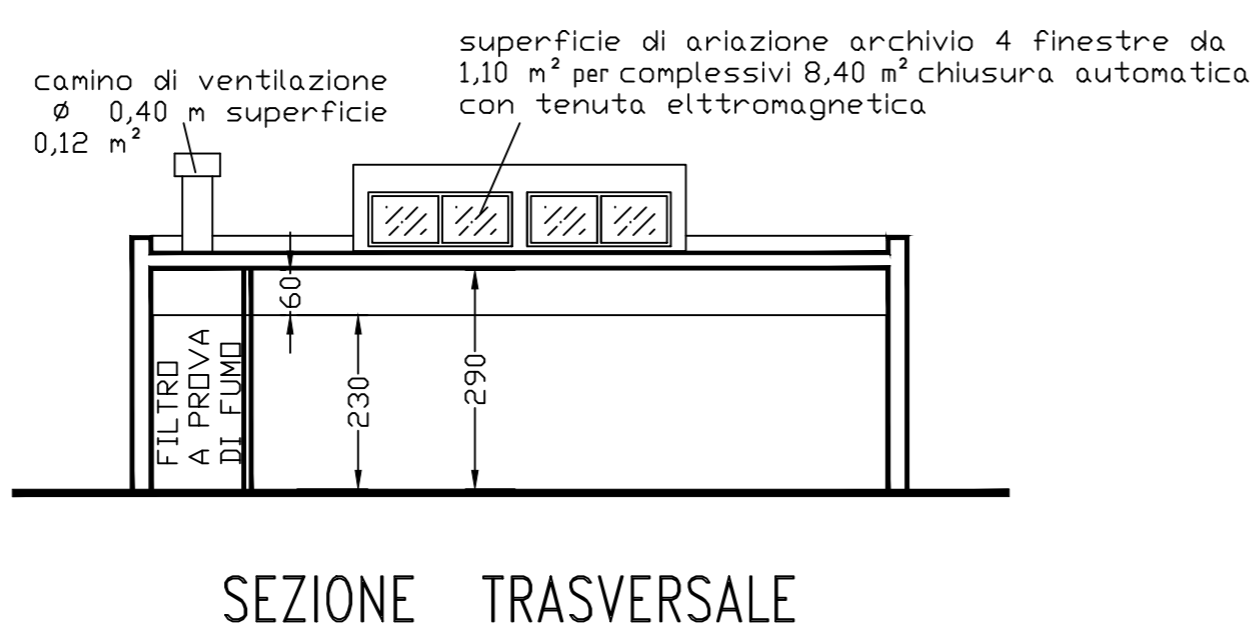 superficie di ariazione archivio 4 finestre da
1,10 m² per complessivi 8,40 m² chiusura automatica
con tenuta elttromagnetica
camino di ventilazione
Ø 0,40 m superficie
0,12 m²
60
230
290
FILTRO
A PROVA
DI FUMO
SEZIONE TRASVERSALE